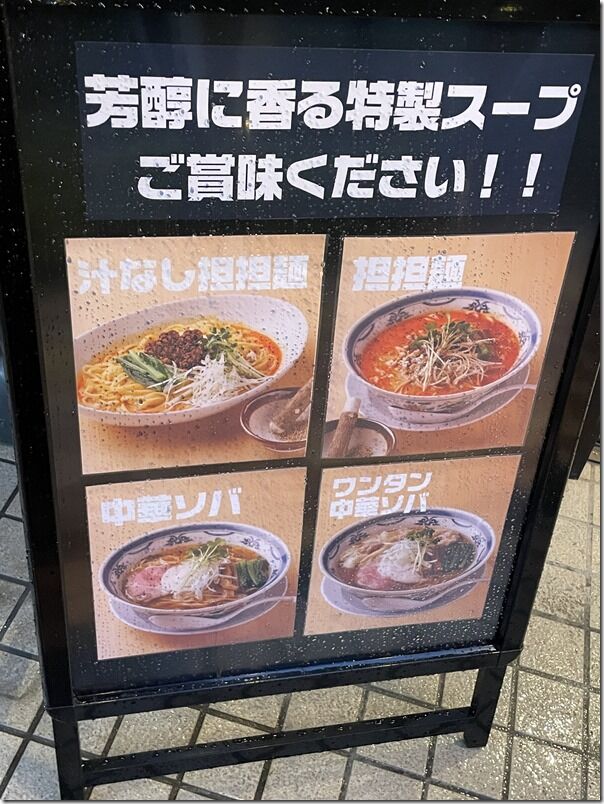 芳醇に香る特製スープ
ご賞味ください！！
汁なし担担麺
担担麺
中華ソバ
ワンタン
中華ソバ